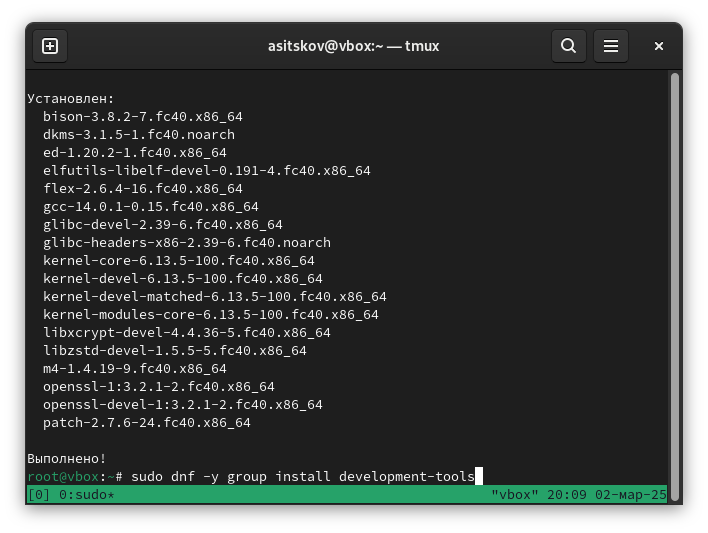 asitskov@vbox:~ — tmux
Установлен:
bison-3.8.2-7.fc40.x86_64
dkms-3.1.5-1.fc40.noarch
ed-1.20.2-1.fc40.x86_64
elfutils-libelf-devel-0.191-4.fc40.x86_64
flex-2.6.4-16.fc40.x86_64
gcc-14.0.1-0.15.fc40.x86_64
glibc-devel-2.39-6.fc40.x86_64
glibc-headers-x86-2.39-6.fc40.noarch
kernel-core-6.13.5-100.fc40.x86_64
kernel-devel-6.13.5-100.fc40.x86_64
kernel-devel-matched-6.13.5-100.fc40.x86_64
kernel-modules-core-6.13.5-100.fc40.x86_64
libxcrypt-devel-4.4.36-5.fc40.x86_64
libzstd-devel-1.5.5-5.fc40.x86_64
m4-1.4.19-9.fc40.x86_64
openssl-1:3.2.1-2.fc40.x86_64
openssl-devel-1:3.2.1-2.fc40.x86_64
patch-2.7.6-24.fc40.x86_64
Выполнено!
root@vbox:~# sudo dnf -y group install development-tools
[0] 0:sudo* "vbox" 20:09 02-мар-25